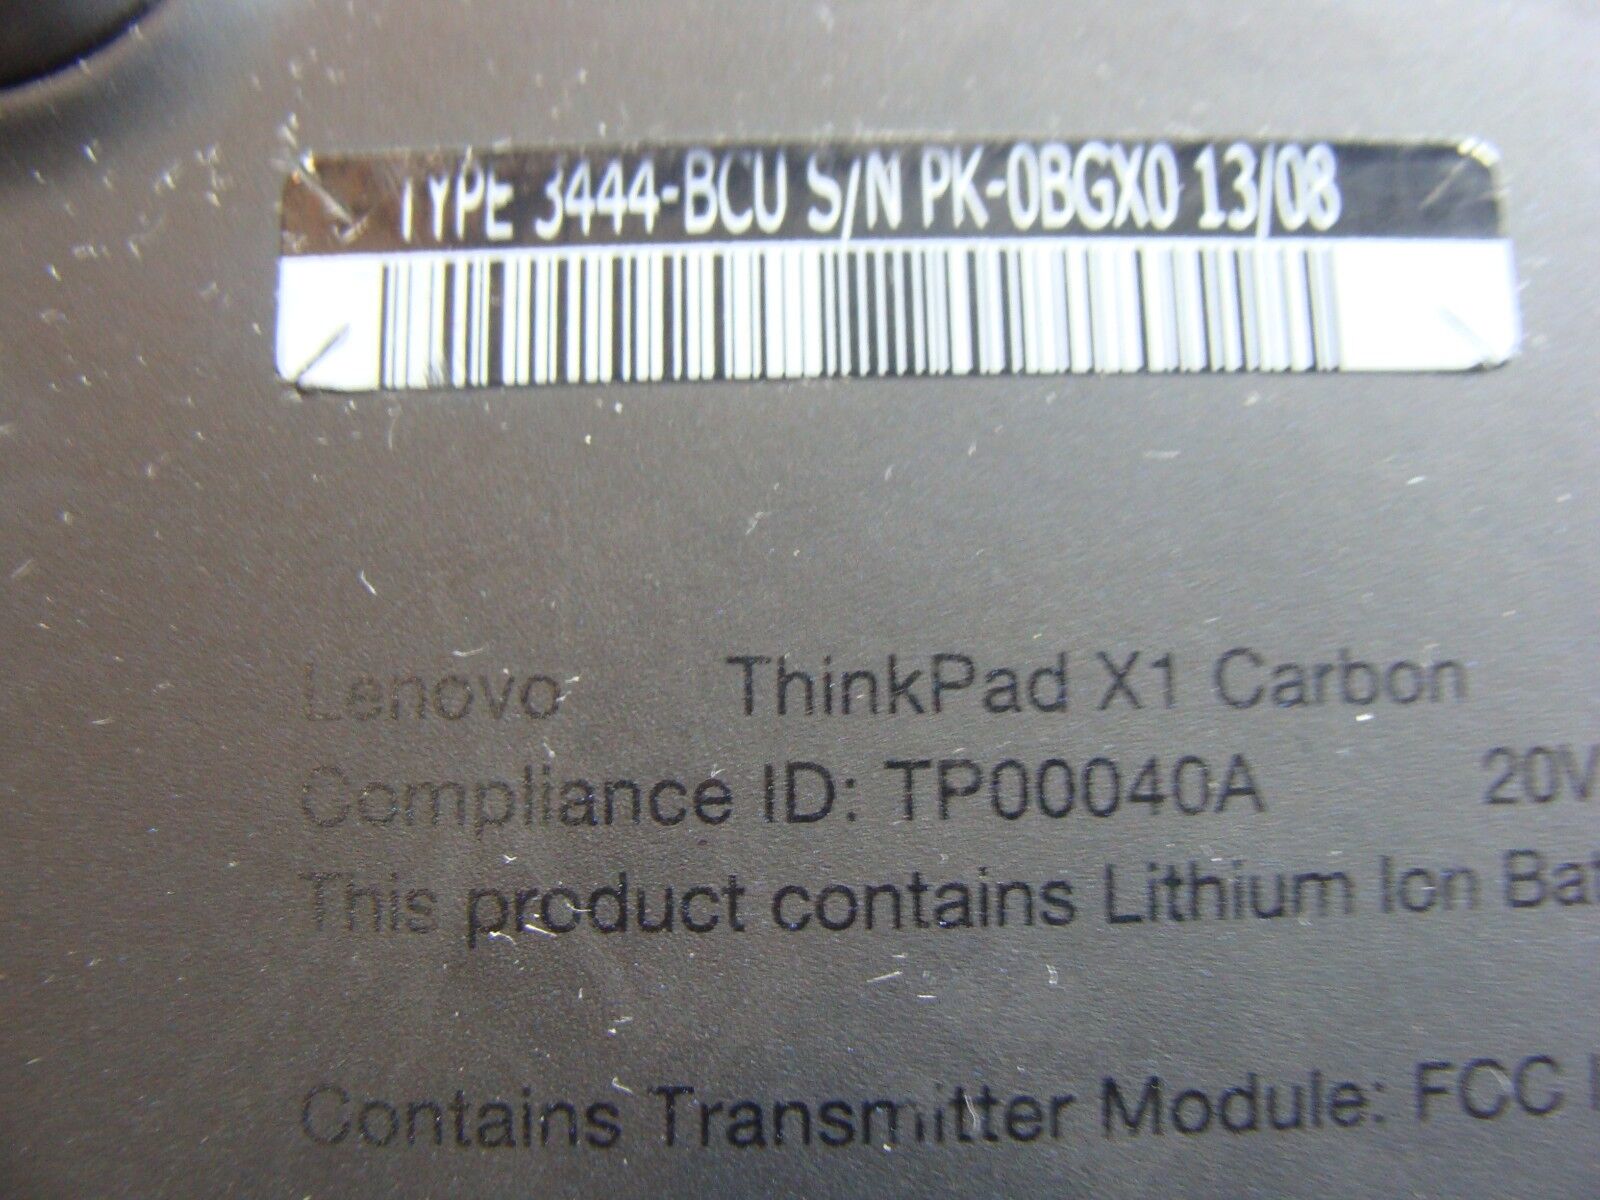 TYPE 3444-BCU S/N PK-0BGX0 13/08
Lenovo ThinkPad X1 Carbon
Compliance ID: TP00040A 20V
This product contains Lithium Ion Bat
Contains Transmitter Module: FCC I